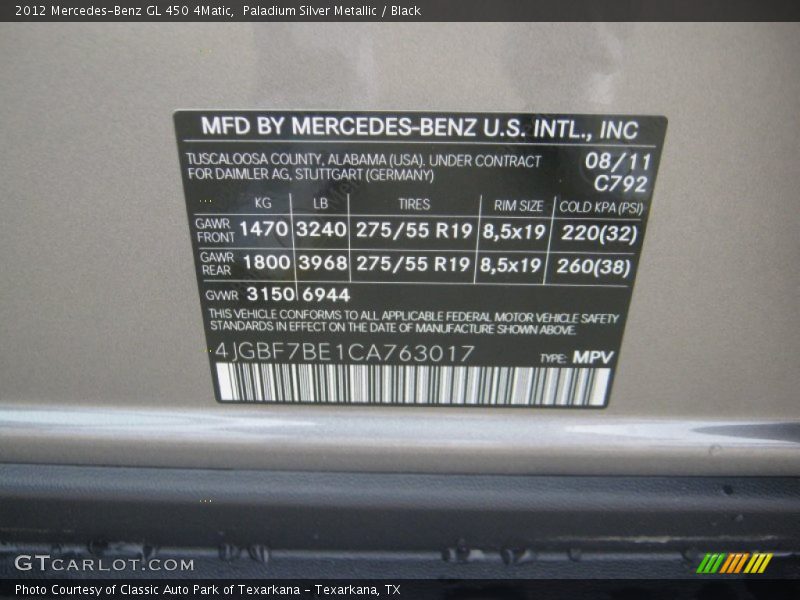 2012 Mercedes-Benz GL 450 4Matic,  Paladium Silver Metallic / Black
MFD BY MERCEDES-BENZ U.S. INTL., INC
TUSCALOOSA COUNTY, ALABAMA (USA). UNDER CONTRACT 08/11
FOR DAIMLER AG, STUTTGART (GERMANY) C792
KG LB TIRES RIM SIZE COLD KPA (PSI)
GAWR FRONT 1470 3240 275/55 R19 8,5x19 220(32)
GAWR REAR 1800 3968 275/55 R19 8,5x19 260(38)
GVWR 3150 6944
THIS VEHICLE CONFORMS TO ALL APPLICABLE FEDERAL MOTOR VEHICLE SAFETY
STANDARDS IN EFFECT ON THE DATE OF MANUFACTURE SHOWN ABOVE.
4JGBF7BE1CA763017 TYPE: MPV
GTCARLOT.COM
Photo Courtesy of Classic Auto Park of Texarkana - Texarkana, TX